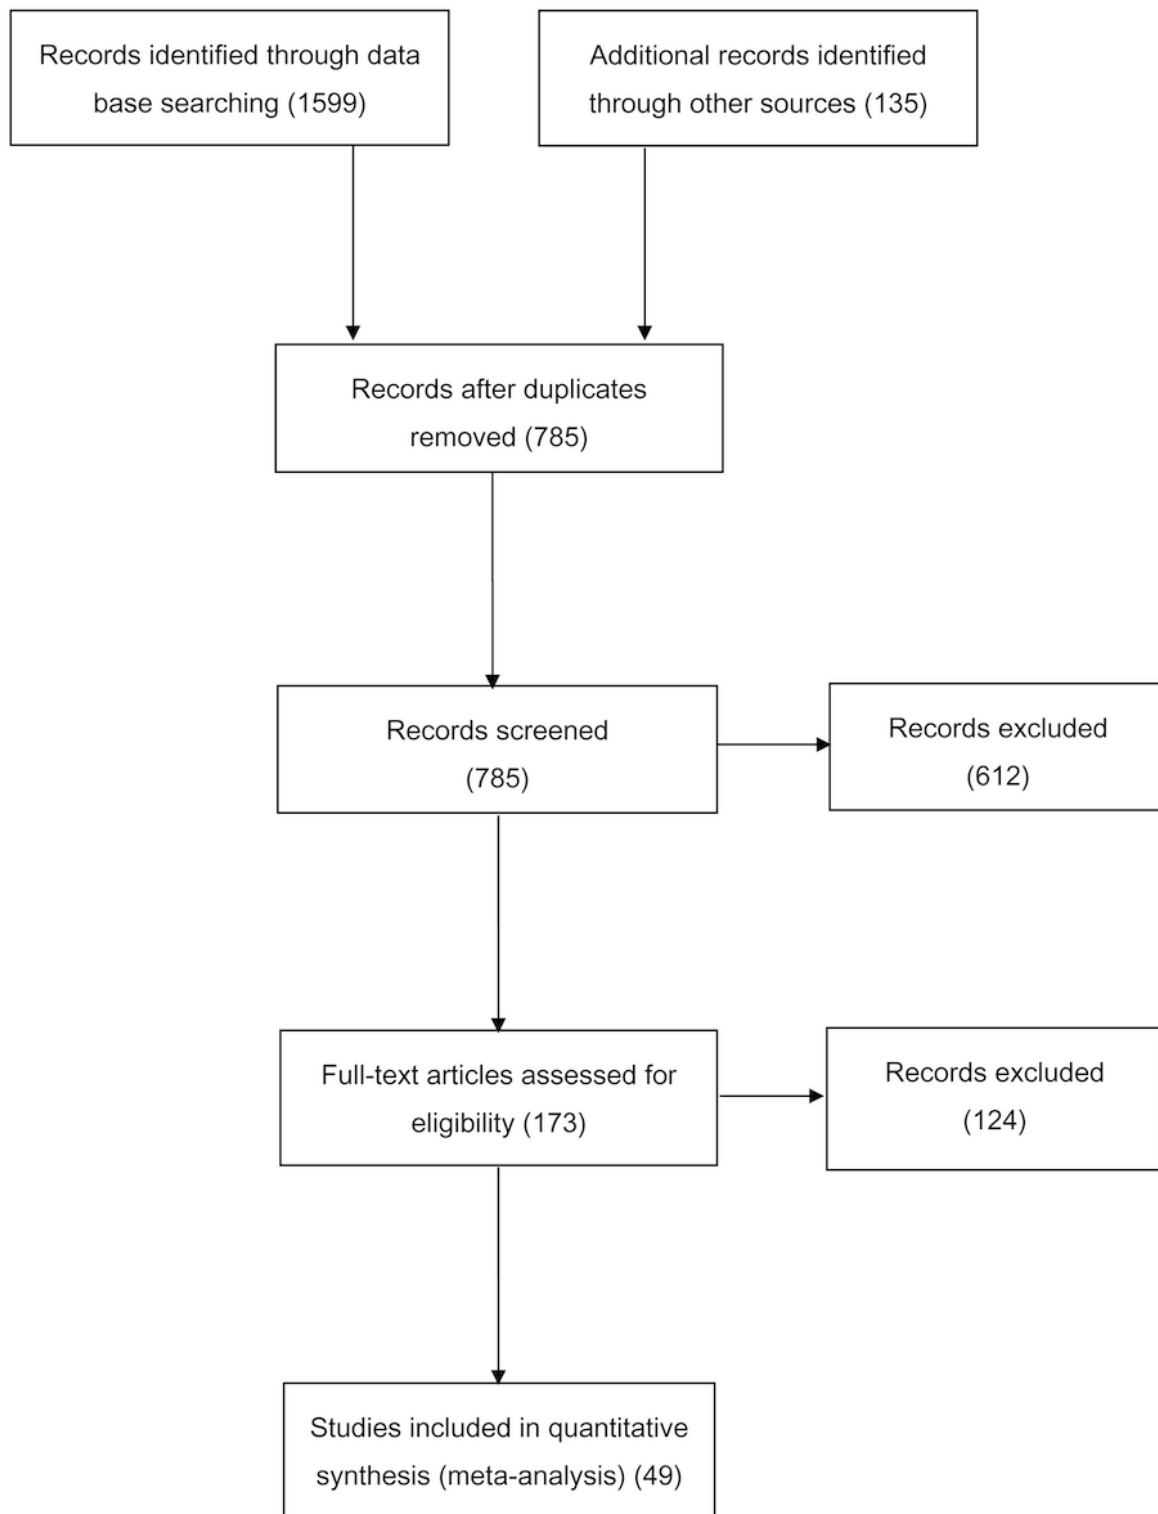 Records identified through data
base searching (1599)
Additional records identified
through other sources (135)
Records after duplicates
removed (785)
Records screened
(785)
Records excluded
(612)
Full-text articles assessed for
eligibility (173)
Records excluded
(124)
Studies included in quantitative
synthesis (meta-analysis) (49)